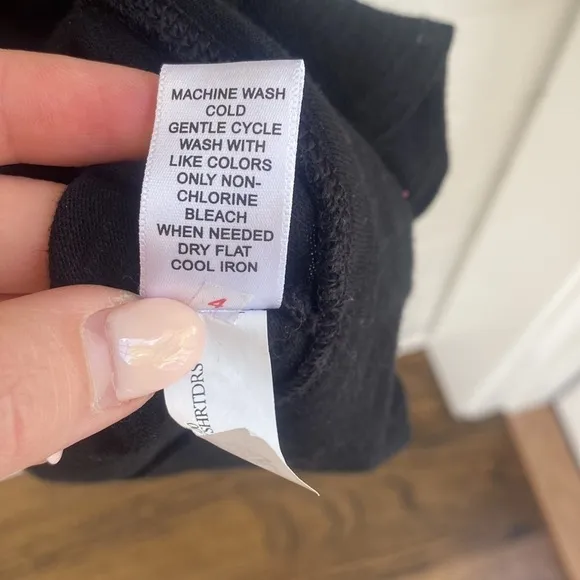 MACHINE WASH
COLD
GENTLE CYCLE
WASH WITH
LIKE COLORS
ONLY NON-
CHLORINE
BLEACH
WHEN NEEDED
DRY FLAT
COOL IRON
4
SHRTDRS